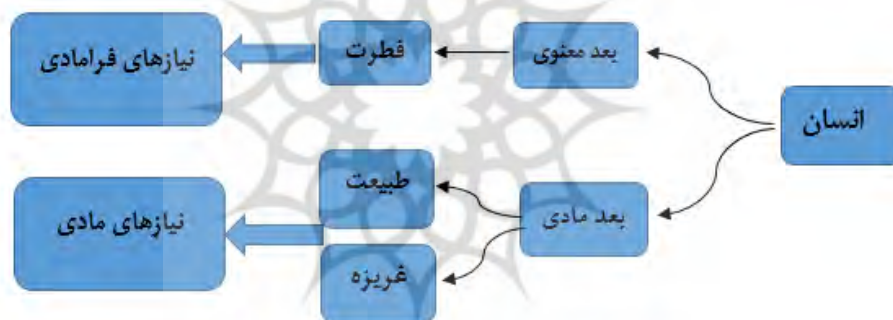 انسان
بعد معنوی
فطرت
نیازهای فرامادی
بعد مادی
طبیعت
غریزه
نیازهای مادی